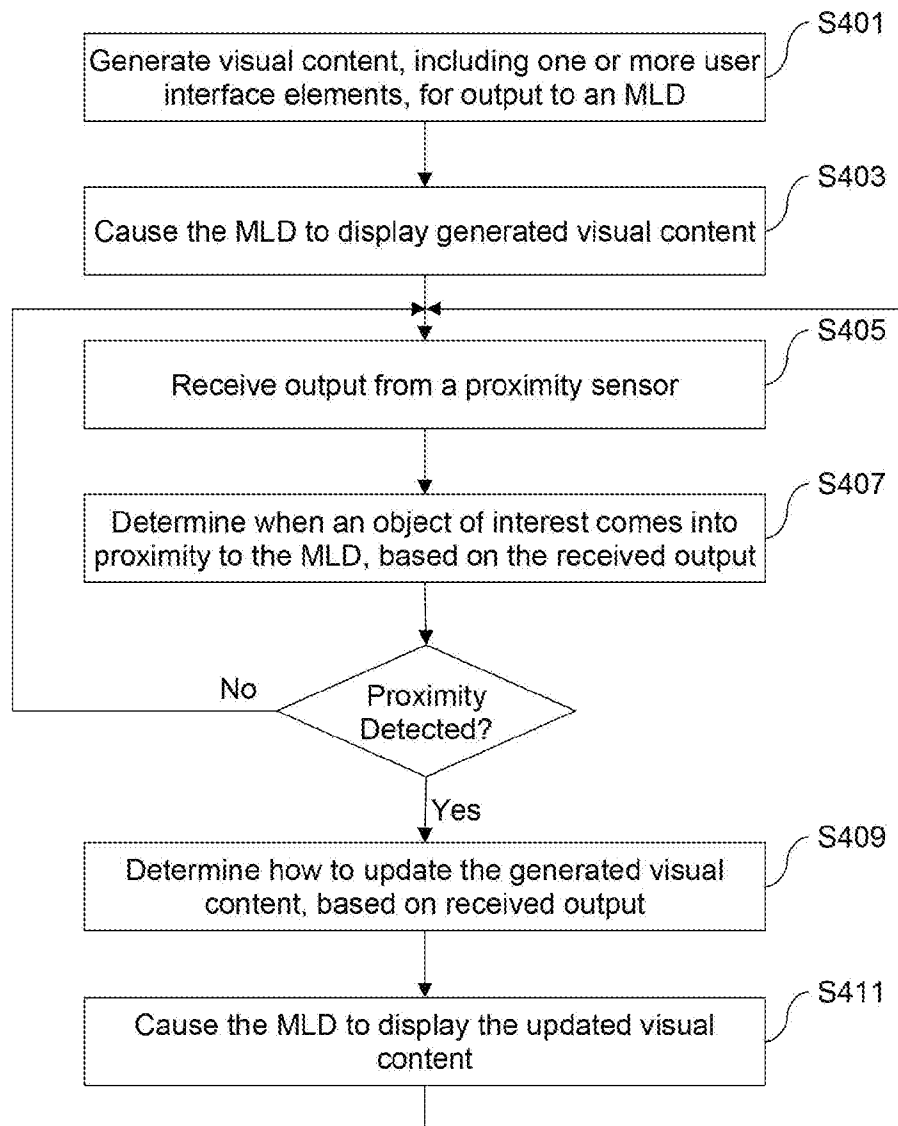 S401
Generate visual content, including one or more user
interface elements, for output to an MLD
S403
Cause the MLD to display generated visual content
S405
Receive output from a proximity sensor
S407
Determine when an object of interest comes into
proximity to the MLD, based on the received output
No
Proximity
Detected?
Yes
S409
Determine how to update the generated visual
content, based on received output
S411
Cause the MLD to display the updated visual
content